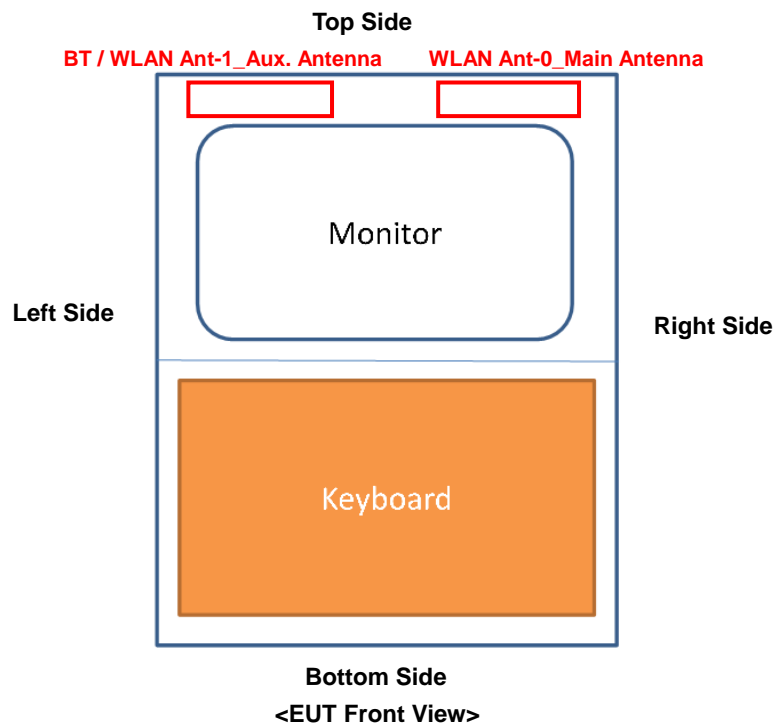 Top Side
BT / WLAN Ant-1_Aux. Antenna
WLAN Ant-0_Main Antenna
Monitor
Left Side
Right Side
Keyboard
Bottom Side
<EUT Front View>